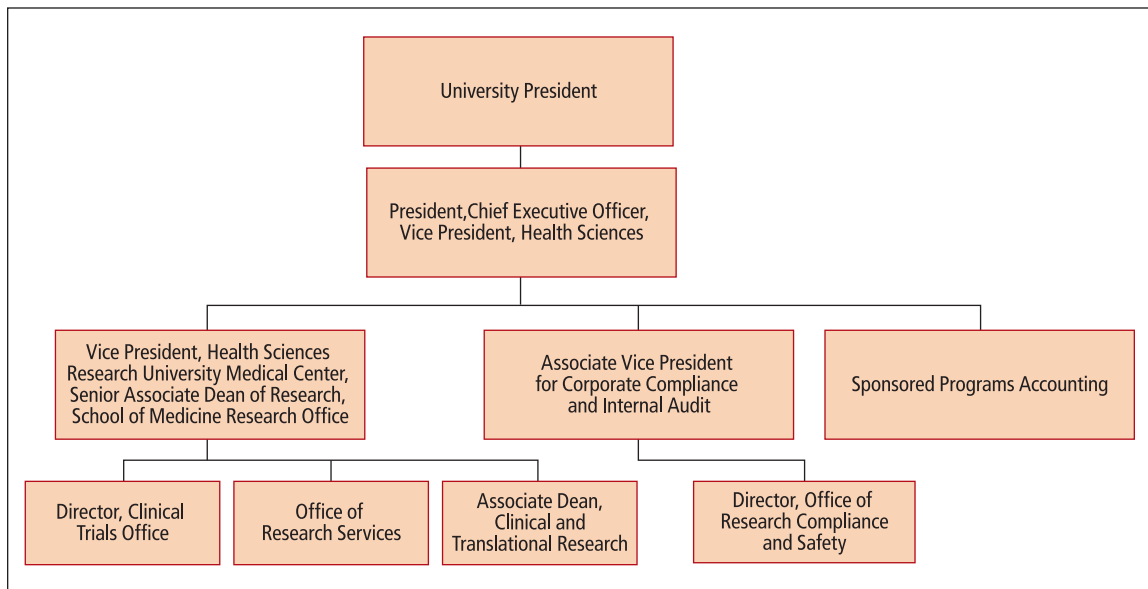 University President
President,Chief Executive Officer,
Vice President, Health Sciences
Vice President, Health Sciences
Research University Medical Center,
Senior Associate Dean of Research,
School of Medicine Research Office
Associate Vice President
for Corporate Compliance
and Internal Audit
Sponsored Programs Accounting
Director, Clinical
Trials Office
Office of
Research Services
Associate Dean,
Clinical and
Translational Research
Director, Office of
Research Compliance
and Safety